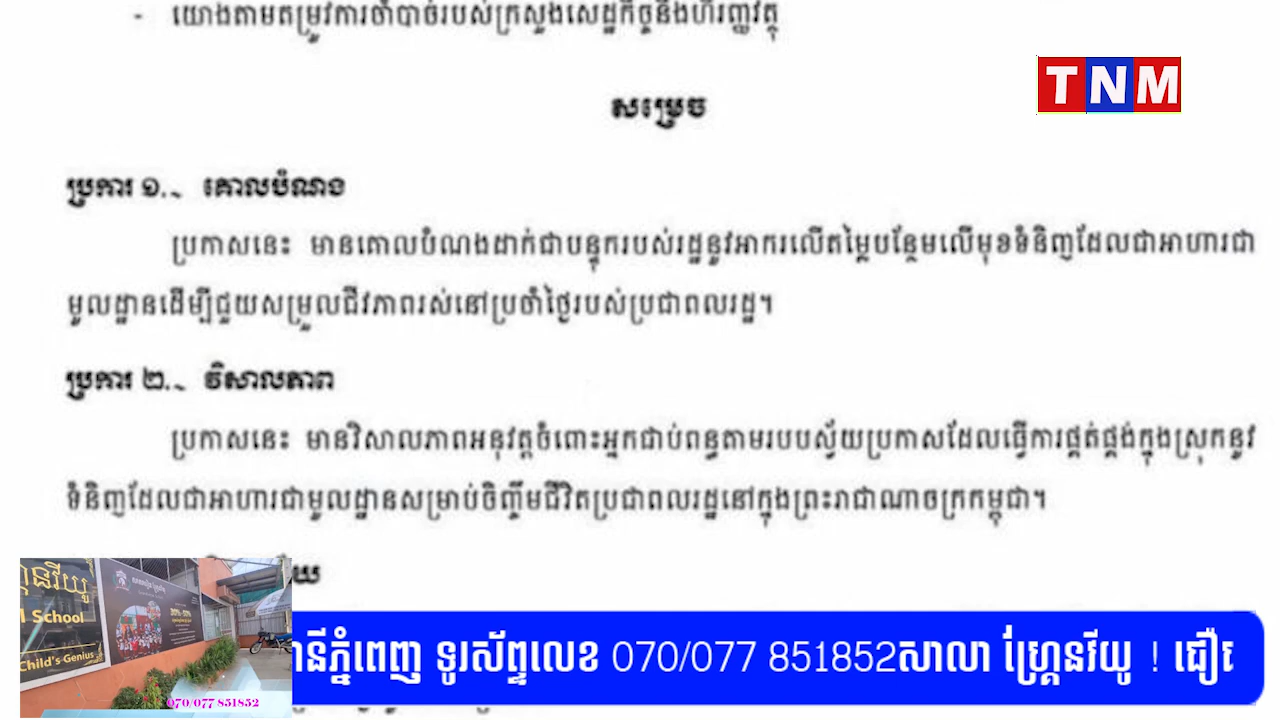 - យោងតាមតម្រូវការចាំបាច់របស់ក្រសួងសេដ្ឋកិច្ចនិងហិរញ្ញវត្ថុ
TNM
សម្រេច
ប្រការ ១.~ គោលបំណង
ប្រកាសនេះ មានគោលបំណងដាក់ជាបន្ទុករបស់រដ្ឋនូវអាករលើតម្លៃបន្ថែមលើមុខទំនិញដែលជាអាហារជា
មូលដ្ឋានដើម្បីជួយសម្រួលជីវភាពរស់នៅប្រចាំថ្ងៃរបស់ប្រជាពលរដ្ឋ។
ប្រការ ២.~ វិសាលភាព
ប្រកាសនេះ មានវិសាលភាពអនុវត្តចំពោះអ្នកជាប់ពន្ធតាមរបបស្វ័យប្រកាសដែលធ្វើការផ្គត់ផ្គង់ក្នុងស្រុកនូវ
ទំនិញដែលជាអាហារជាមូលដ្ឋានសម្រាប់ចិញ្ចឹមជីវិតប្រជាពលរដ្ឋនៅក្នុងព្រះរាជាណាចក្រកម្ពុជា។
School
Child's Genius
070/077 851852
ានីភ្នំពេញ ទូរស័ព្ទលេខ 070/077 851852សាលា ហ្គ្រែនវីយូ ! ជឿ